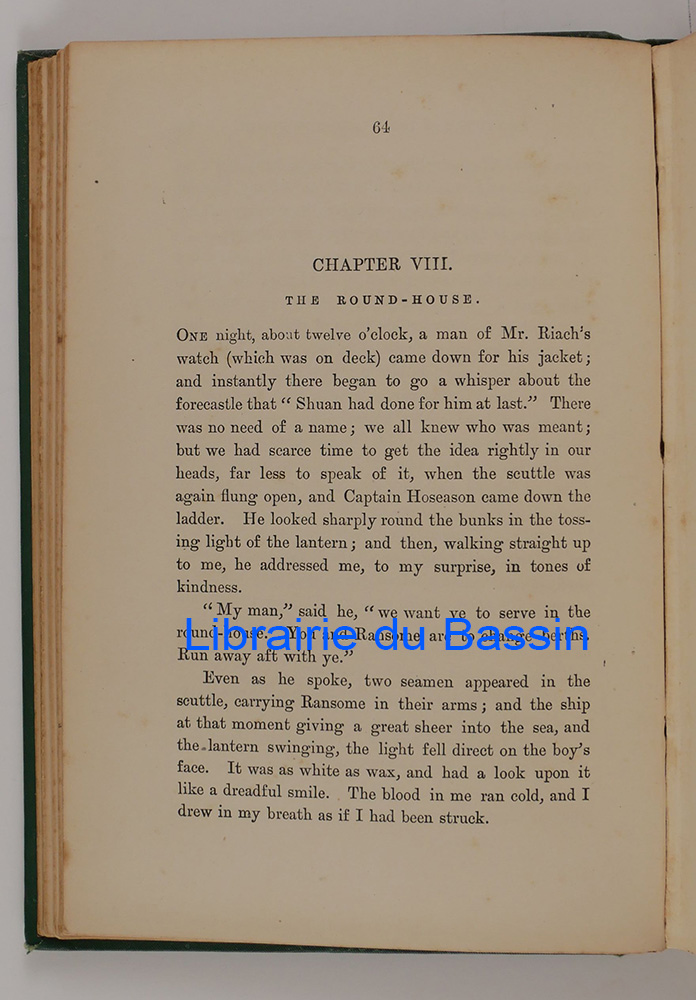 64
CHAPTER VIII.
THE ROUND-HOUSE.
ONE night, about twelve o'clock, a man of Mr. Riach's
watch (which was on deck) came down for his jacket;
and instantly there began to go a whisper about the
forecastle that “ Shuan had done for him at last.” There
was no need of a name; we all knew who was meant;
but we had scarce time to get the idea rightly in our
heads, far less to speak of it, when the scuttle was
again flung open, and Captain Hoseason came down the
ladder. He looked sharply round the bunks in the toss-
ing light of the lantern; and then, walking straight up
to me, he addressed me, to my surprise, in tones of
kindness.
“ My man,” said he, “ we want ye to serve in the
round-house. You and Ransome are to change berths.
Librairie du Bassin
Run away aft with ye.”
Even as he spoke, two seamen appeared in the
scuttle, carrying Ransome in their arms; and the ship
at that moment giving a great sheer into the sea, and
the lantern swinging, the light fell direct on the boy's
face. It was as white as wax, and had a look upon it
like a dreadful smile. The blood in me ran cold, and I
drew in my breath as if I had been struck.